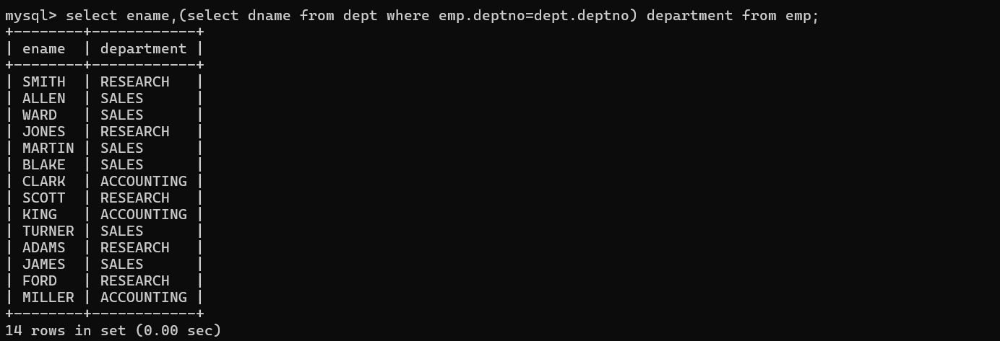 mysql> select ename,(select dname from dept where emp.deptno=dept.deptno) department from emp;
+--------+------------+
| ename  | department |
+--------+------------+
| SMITH  | RESEARCH   |
| ALLEN  | SALES      |
| WARD   | SALES      |
| JONES  | RESEARCH   |
| MARTIN | SALES      |
| BLAKE  | SALES      |
| CLARK  | ACCOUNTING |
| SCOTT  | RESEARCH   |
| KING   | ACCOUNTING |
| TURNER | SALES      |
| ADAMS  | RESEARCH   |
| JAMES  | SALES      |
| FORD   | RESEARCH   |
| MILLER | ACCOUNTING |
+--------+------------+
14 rows in set (0.00 sec)